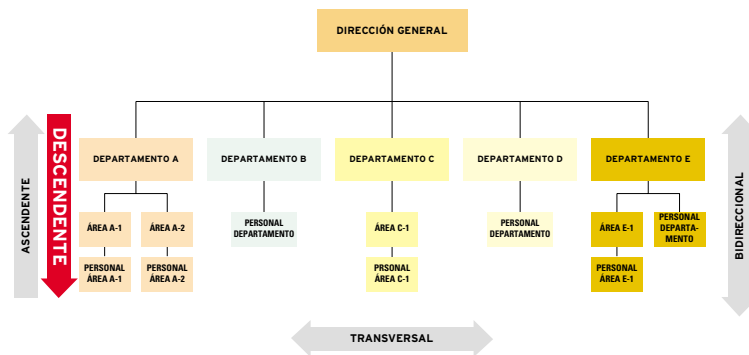 DIRECCIÓN GENERAL
ASCENDENTE
DESCENDENTE
DEPARTAMENTO A
DEPARTAMENTO B
DEPARTAMENTO C
DEPARTAMENTO D
DEPARTAMENTO E
ÁREA A-1
ÁREA A-2
PERSONAL
DEPARTAMENTO
ÁREA C-1
PERSONAL
DEPARTAMENTO
ÁREA E-1
PERSONAL
DEPARTA-
MENTO
PERSONAL
ÁREA A-1
PERSONAL
ÁREA A-2
PRSONAL
ÁREA C-1
PERSONAL
ÁREA E-1
BIDIRECCIONAL
TRANSVERSAL